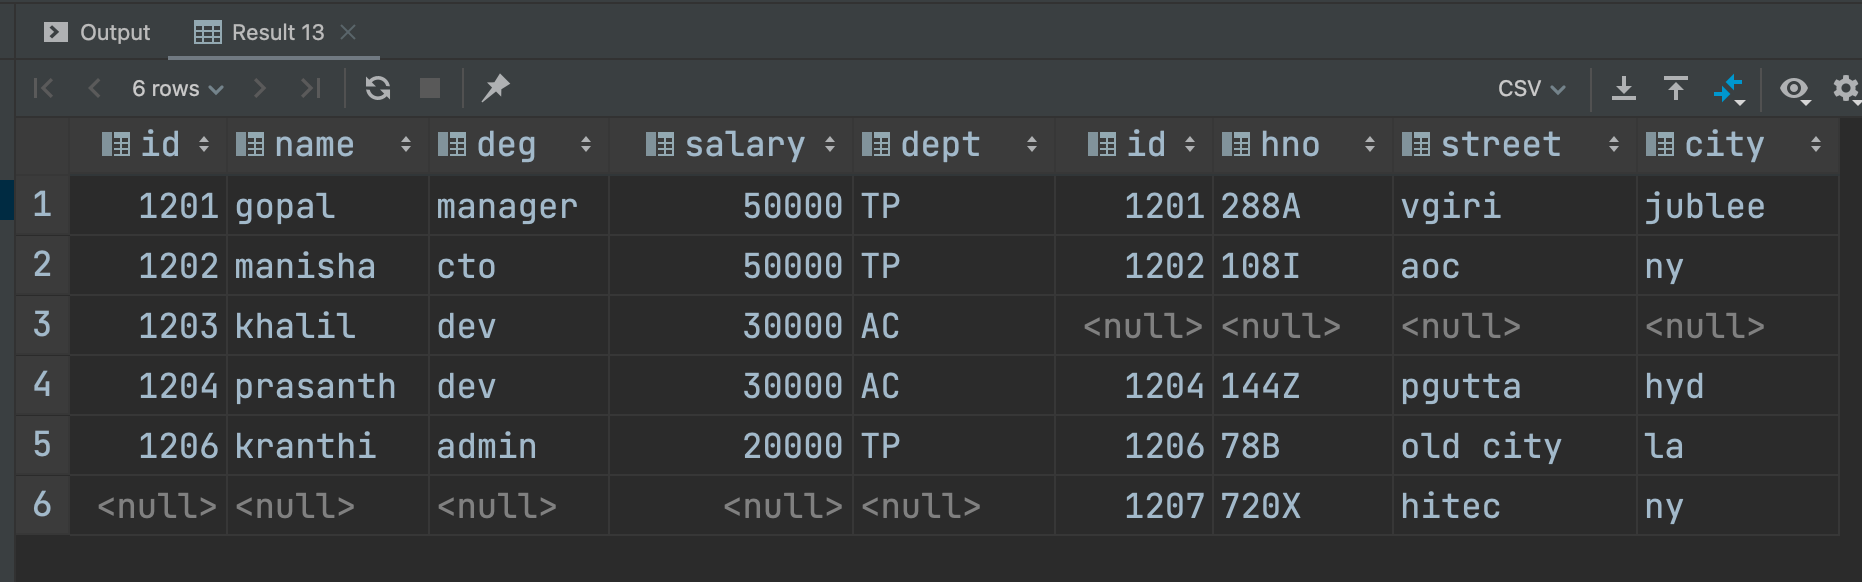 Output Result 13
6 rows CSV
id name deg salary dept id hno street city
1 1201 gopal manager 50000 TP 1201 288A vgiri jublee
2 1202 manisha cto 50000 TP 1202 108I aoc ny
3 1203 khalil dev 30000 AC <null> <null> <null> <null>
4 1204 prasanth dev 30000 AC 1204 144Z pgutta hyd
5 1206 kranthi admin 20000 TP 1206 78B old city la
6 <null> <null> <null> <null> <null> 1207 720X hitec ny